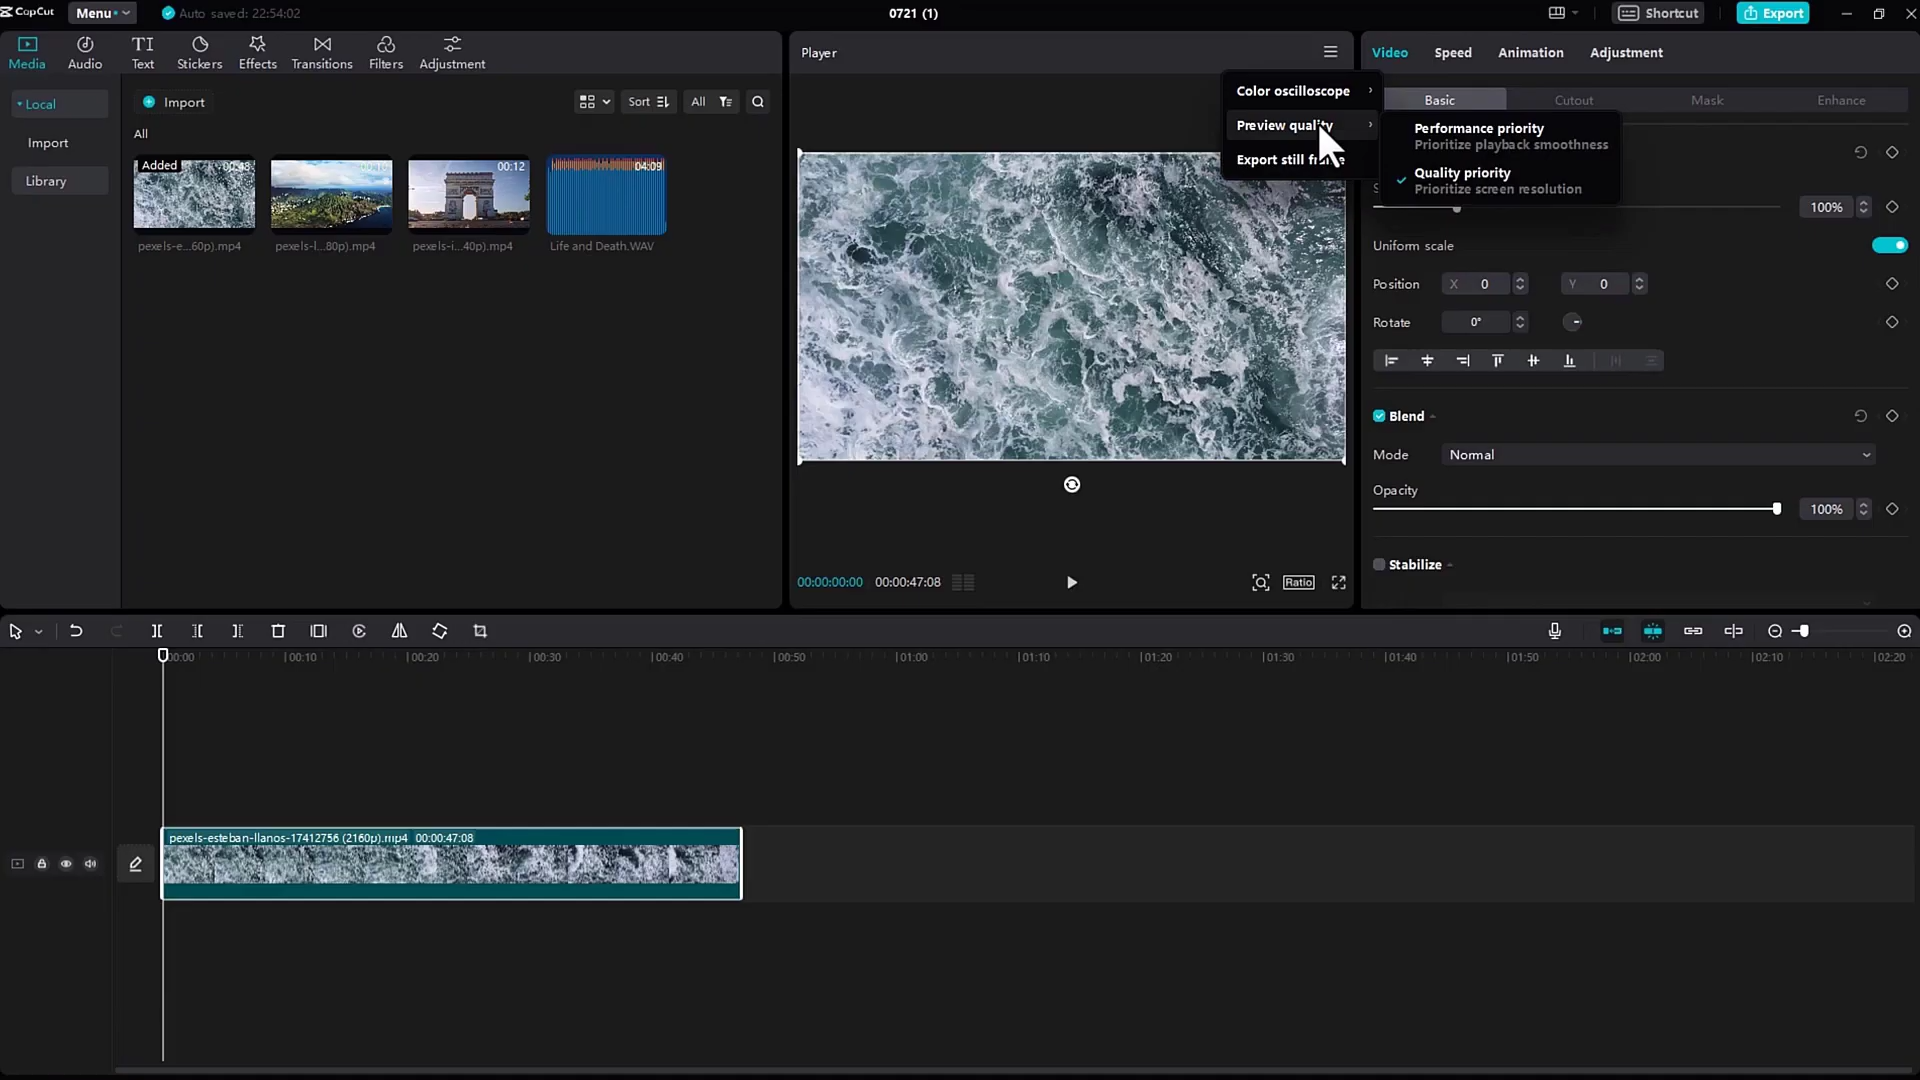 CapCut Menu Auto saved: 22:54:02 0721 (1) Shortcut Export
Media Audio Text Stickers Effects Transitions Filters Adjustment
Local
Import
Library
Import Sort All
All
Added 00:48
00:12
04:09
pexels-e...60p).mp4 pexels-l...80p).mp4 pexels-i...40p).mp4 Life and Death.WAV
Player
Color oscilloscope
Preview quality
Export still frame
Performance priority
Prioritize playback smoothness
Quality priority
Prioritize screen resolution
00:00:00:00 00:00:47:08 Ratio
Video Speed Animation Adjustment
Basic Cutout Mask Enhance
100%
Uniform scale
Position X 0 Y 0
Rotate 0°
Blend
Mode Normal
Opacity
100%
Stabilize
00:00 00:10 00:20 00:30 00:40 00:50 01:00 01:10 01:20 01:30 01:40 01:50 02:00 02:10 02:20
pexels-esteban-llanos-17412756 (2160p).mp4 00:00:47:08